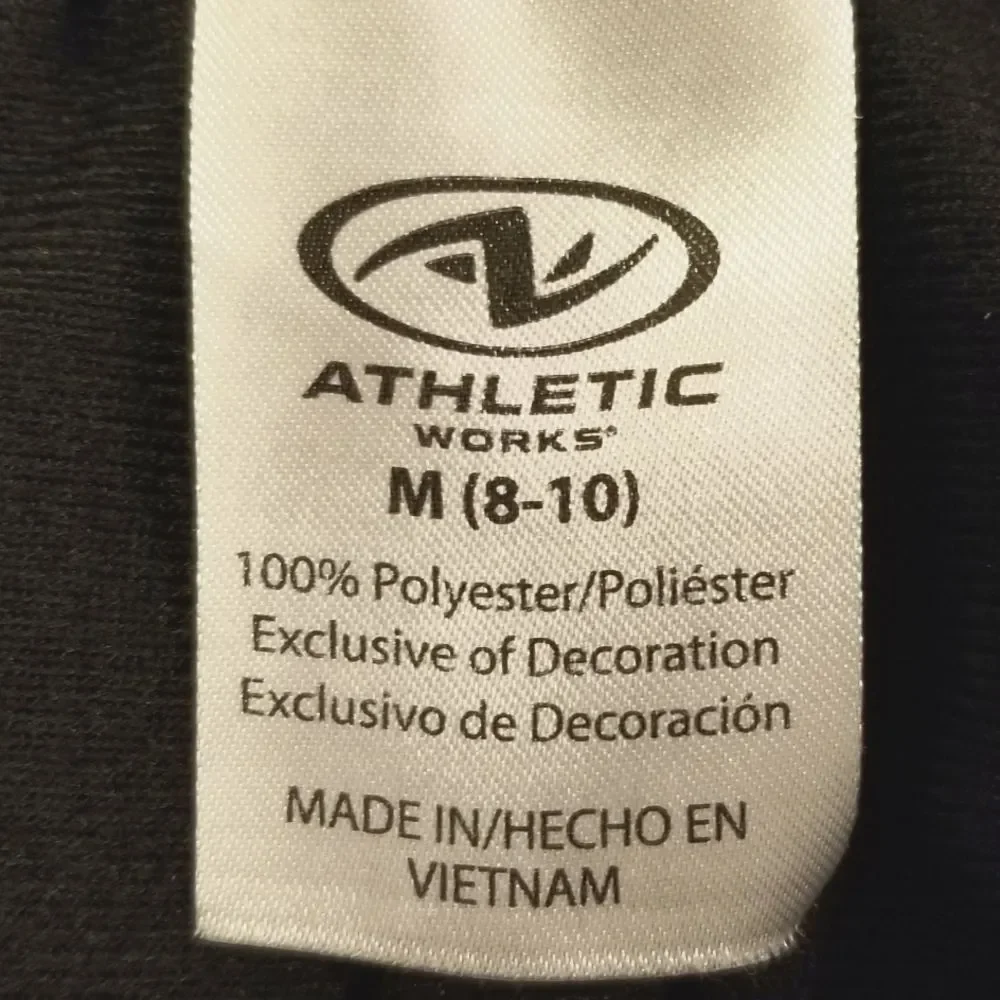 ATHLETIC
WORKS®
M (8-10)
100% Polyester/Poliéster
Exclusive of Decoration
Exclusivo de Decoración
MADE IN/HECHO EN
VIETNAM